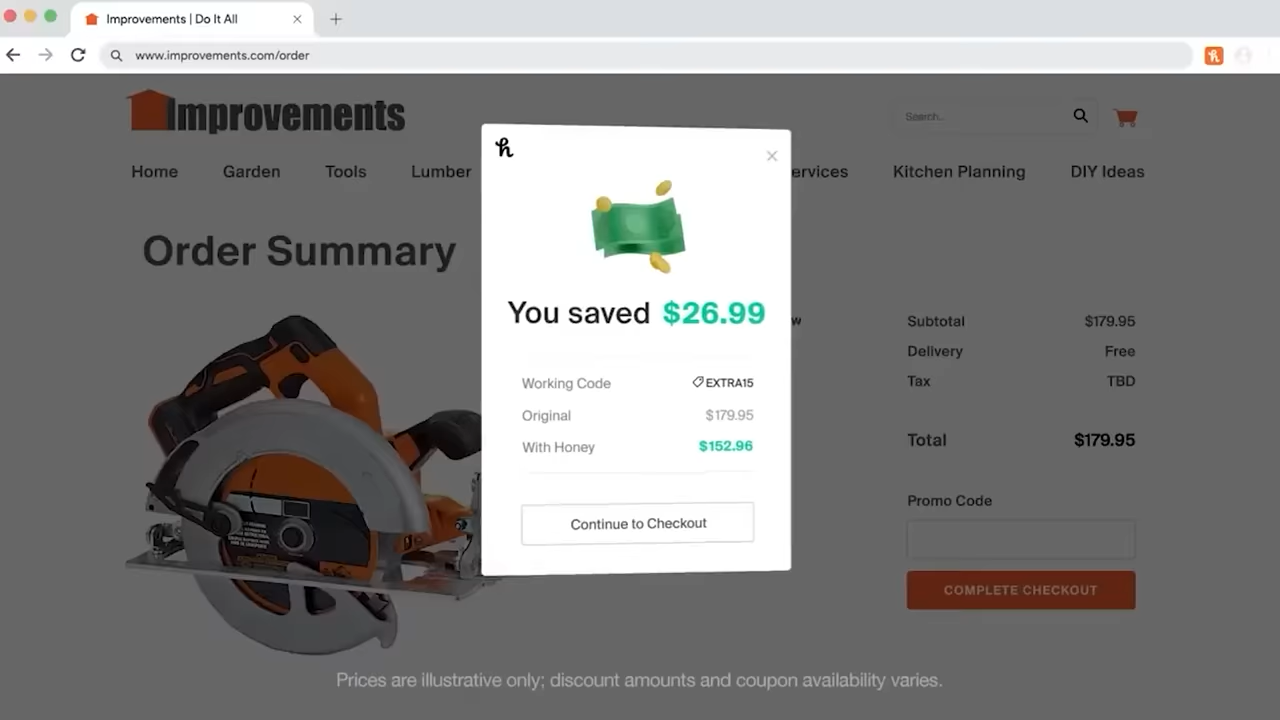 Improvements | Do It All
www.improvements.com/order
Improvements
Search..
Home Garden Tools Lumber ervices Kitchen Planning DIY Ideas
Order Summary
h
You saved $26.99
w
Working Code EXTRA15
Original $179.95
With Honey $152.96
Continue to Checkout
Subtotal $179.95
Delivery Free
Tax TBD
Total $179.95
Promo Code
COMPLETE CHECKOUT
Prices are illustrative only; discount amounts and coupon availability varies.